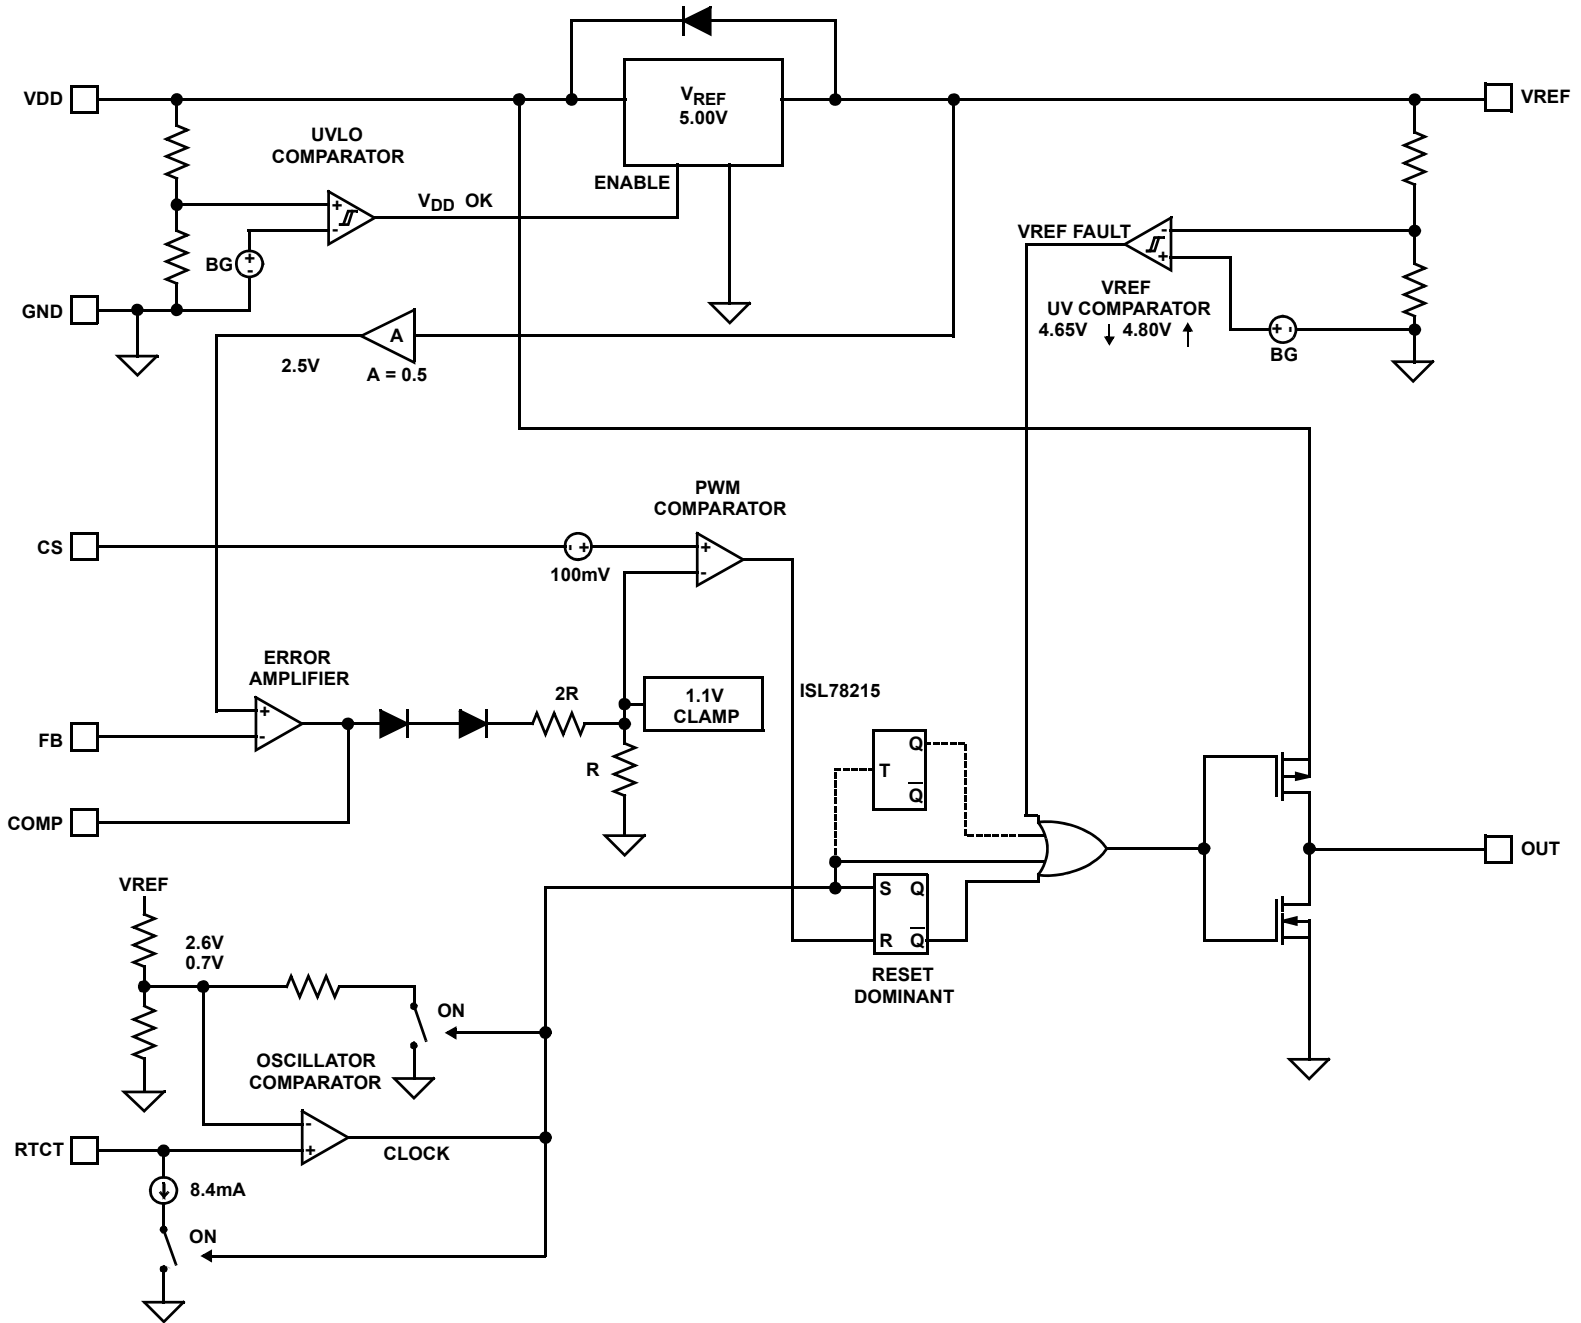 VDD
VREF
5.00V
VREF
UVLO
COMPARATOR
+
-
VDD OK
ENABLE
BG
+
-
GND
VREF FAULT
-
+
VREF
UV COMPARATOR
4.65V ↓ 4.80V ↑
+ -
BG
A
2.5V
A = 0.5
PWM
COMPARATOR
CS
- +
100mV
+
-
ERROR
AMPLIFIER
+
-
FB
COMP
2R
R
1.1V
CLAMP
ISL78215
Q
T
Q̅
S Q
R Q̅
RESET
DOMINANT
OUT
VREF
2.6V
0.7V
ON
OSCILLATOR
COMPARATOR
-
+
RTCT
CLOCK
8.4mA
ON